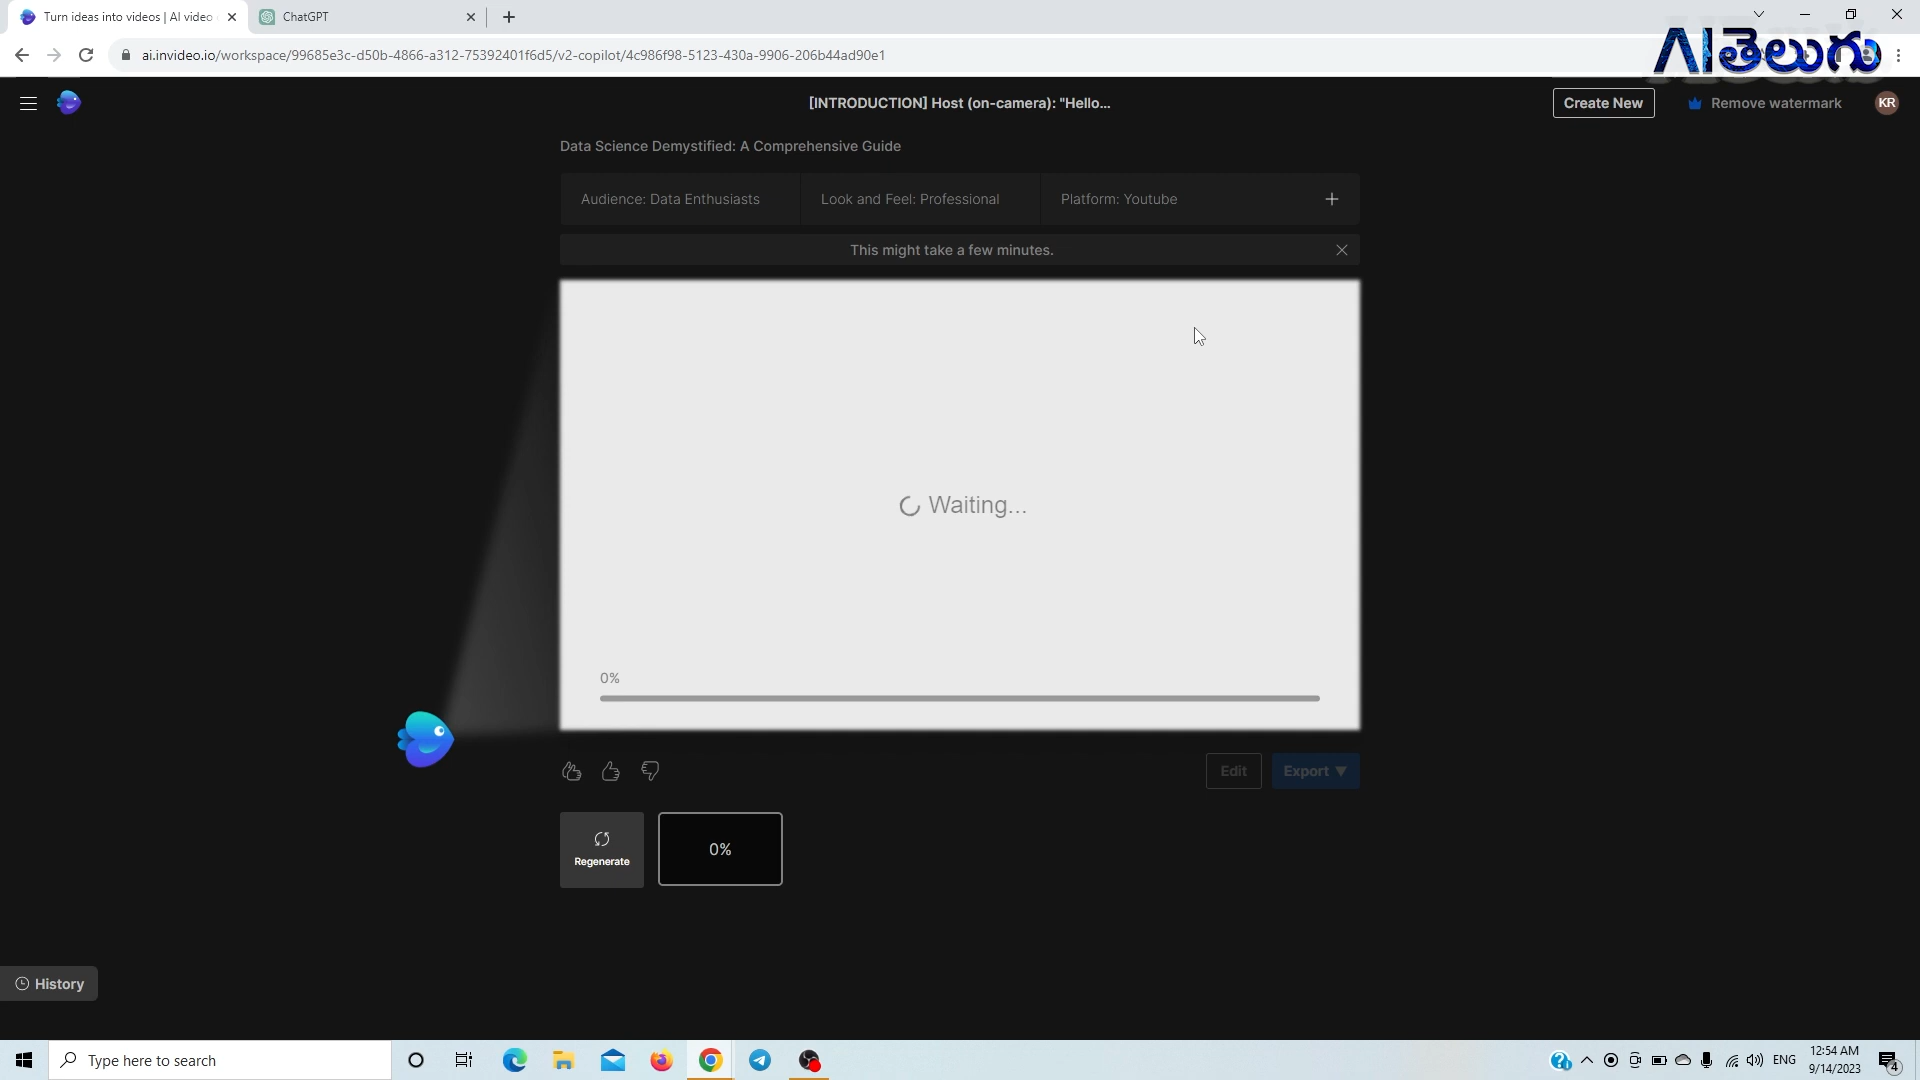 Turn ideas into videos | AI video
ChatGPT
ai.invideo.io/workspace/99685e3c-d50b-4866-a312-75392401f6d5/v2-copilot/4c986f98-5123-430a-9906-206b44ad90e1
AIతెలుగు
[INTRODUCTION] Host (on-camera): "Hello...
Create New
Remove watermark
KR
Data Science Demystified: A Comprehensive Guide
Audience: Data Enthusiasts
Look and Feel: Professional
Platform: Youtube
This might take a few minutes.
Waiting...
0%
Edit
Export
Regenerate
0%
History
Type here to search
ENG
12:54 AM
9/14/2023
4